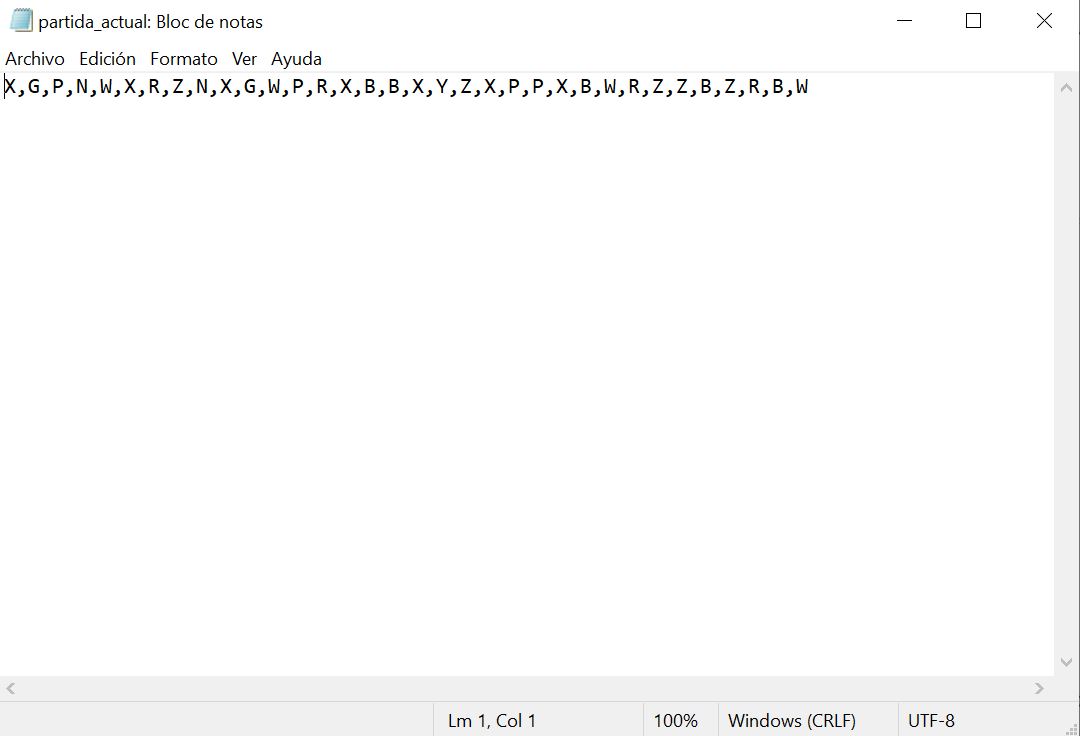 partida_actual: Bloc de notas
Archivo Edición Formato Ver Ayuda
X,G,P,N,W,X,R,Z,N,X,G,W,P,R,X,B,B,X,Y,Z,X,P,P,X,B,W,R,Z,Z,B,Z,R,B,W
Lm 1, Col 1 100% Windows (CRLF) UTF-8